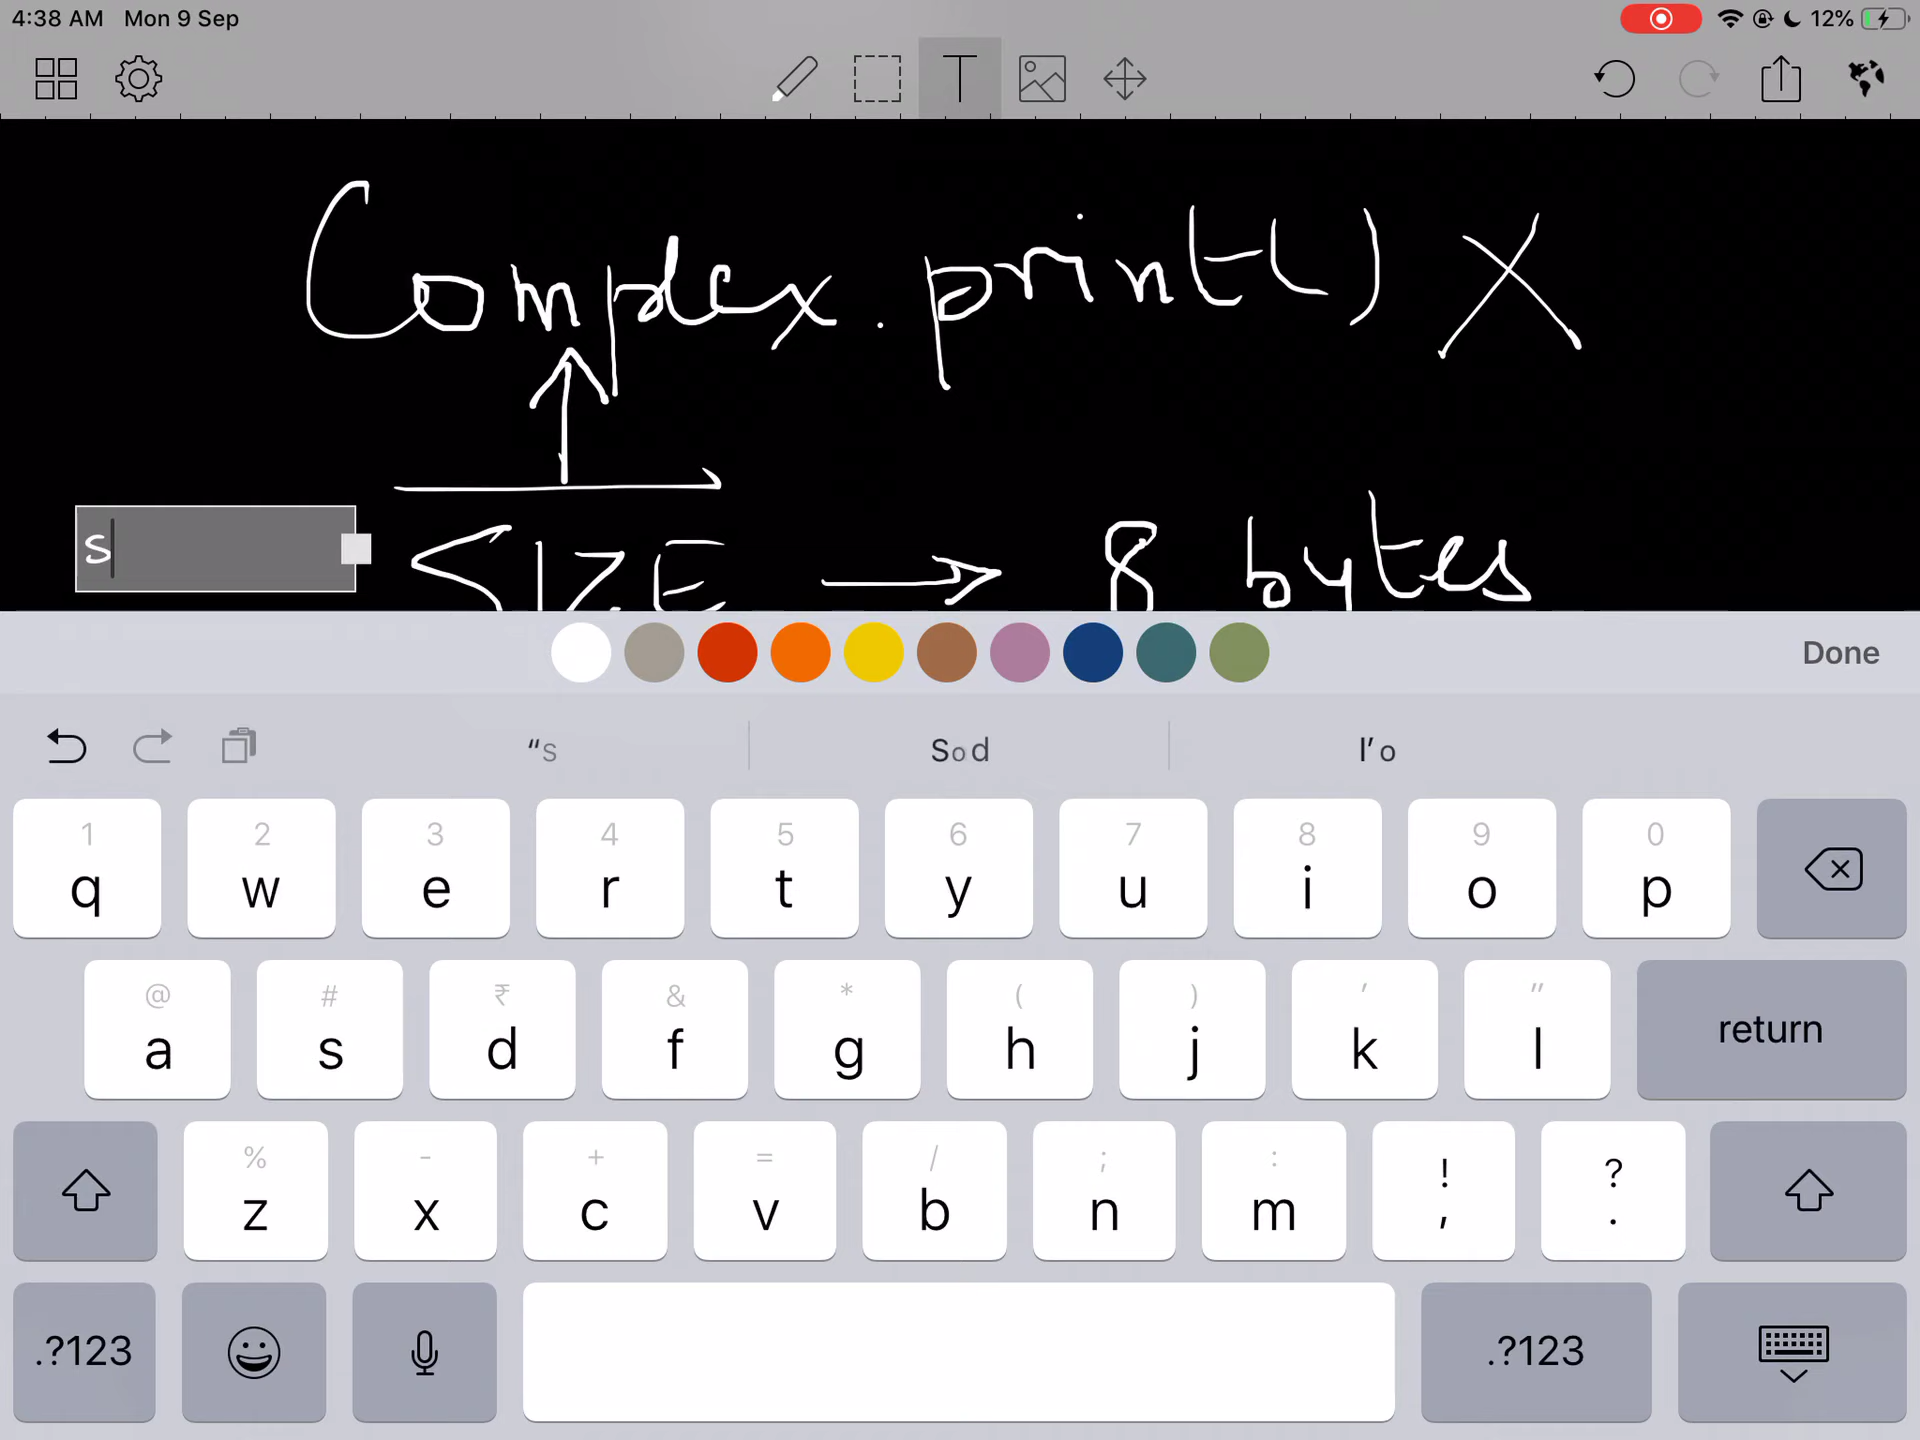 4:38 AM Mon 9 Sep 12%
T
Complex.print() X
s SIZE → 8 bytes
Done
“s Sod I’o
1 2 3 4 5 6 7 8 9 0
q w e r t y u i o p
@ # ₹ & * ( ) ' "
a s d f g h j k l return
% - + = / ; : ! ?
z x c v b n m , .
.?123 .?123